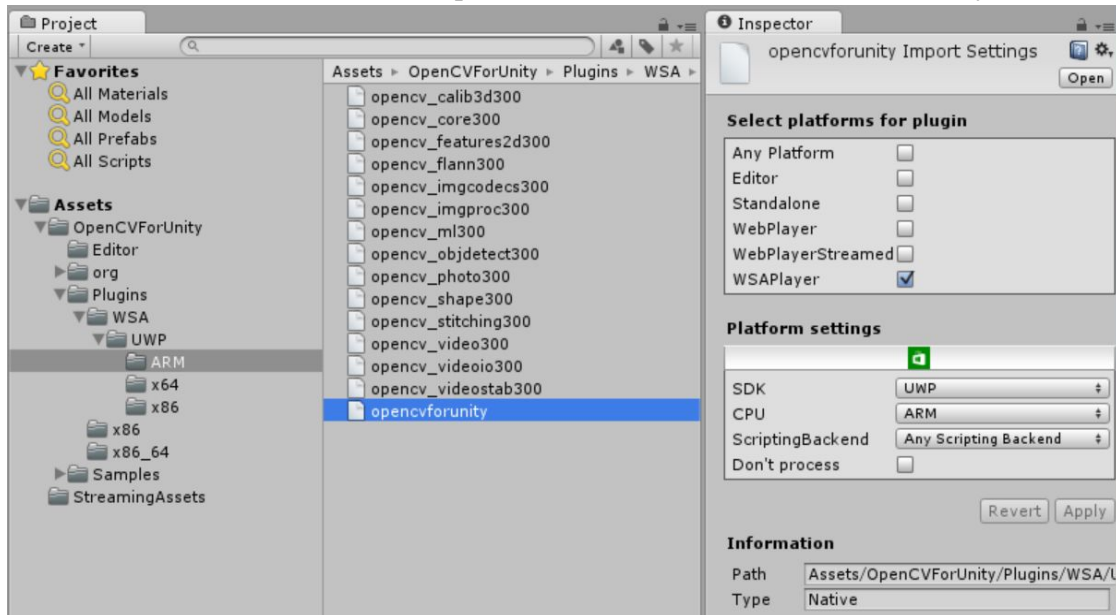 Project
Create
Favorites
All Materials
All Models
All Prefabs
All Scripts
Assets
OpenCVForUnity
Editor
org
Plugins
WSA
UWP
ARM
x64
x86
x86
x86_64
Samples
StreamingAssets
Assets ▸ OpenCVForUnity ▸ Plugins ▸ WSA ▸
opencv_calib3d300
opencv_core300
opencv_features2d300
opencv_flann300
opencv_imgcodecs300
opencv_imgproc300
opencv_ml300
opencv_objdetect300
opencv_photo300
opencv_shape300
opencv_stitching300
opencv_video300
opencv_videoio300
opencv_videostab300
opencvforunity
Inspector
opencvforunity Import Settings
Open
Select platforms for plugin
Any Platform
Editor
Standalone
WebPlayer
WebPlayerStreamed
WSAPlayer
Platform settings
SDK UWP
CPU ARM
ScriptingBackend Any Scripting Backend
Don't process
Revert Apply
Information
Path Assets/OpenCVForUnity/Plugins/WSA/
Type Native